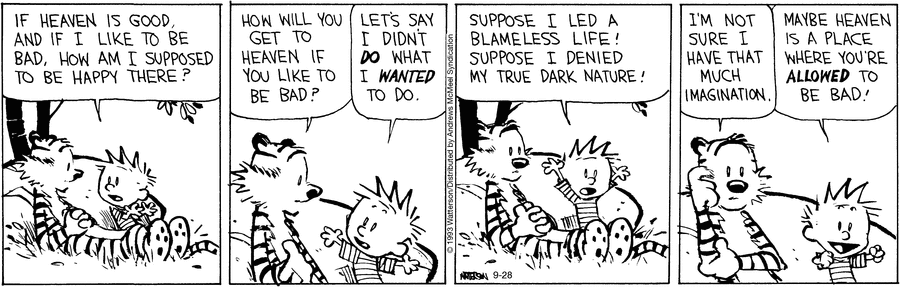 IF HEAVEN IS GOOD,
AND IF I LIKE TO BE
BAD, HOW AM I SUPPOSED
TO BE HAPPY THERE?
HOW WILL YOU
GET TO
HEAVEN IF
YOU LIKE TO
BE BAD?
LET'S SAY
I DIDN'T
DO WHAT
I WANTED
TO DO.
© 1993 Watterson/Distributed by Andrews McMeel Syndication
SUPPOSE I LED A
BLAMELESS LIFE!
SUPPOSE I DENIED
MY TRUE DARK NATURE!
WATTERSON 9-28
I'M NOT
SURE I
HAVE THAT
MUCH
IMAGINATION.
MAYBE HEAVEN
IS A PLACE
WHERE YOU'RE
ALLOWED TO
BE BAD!